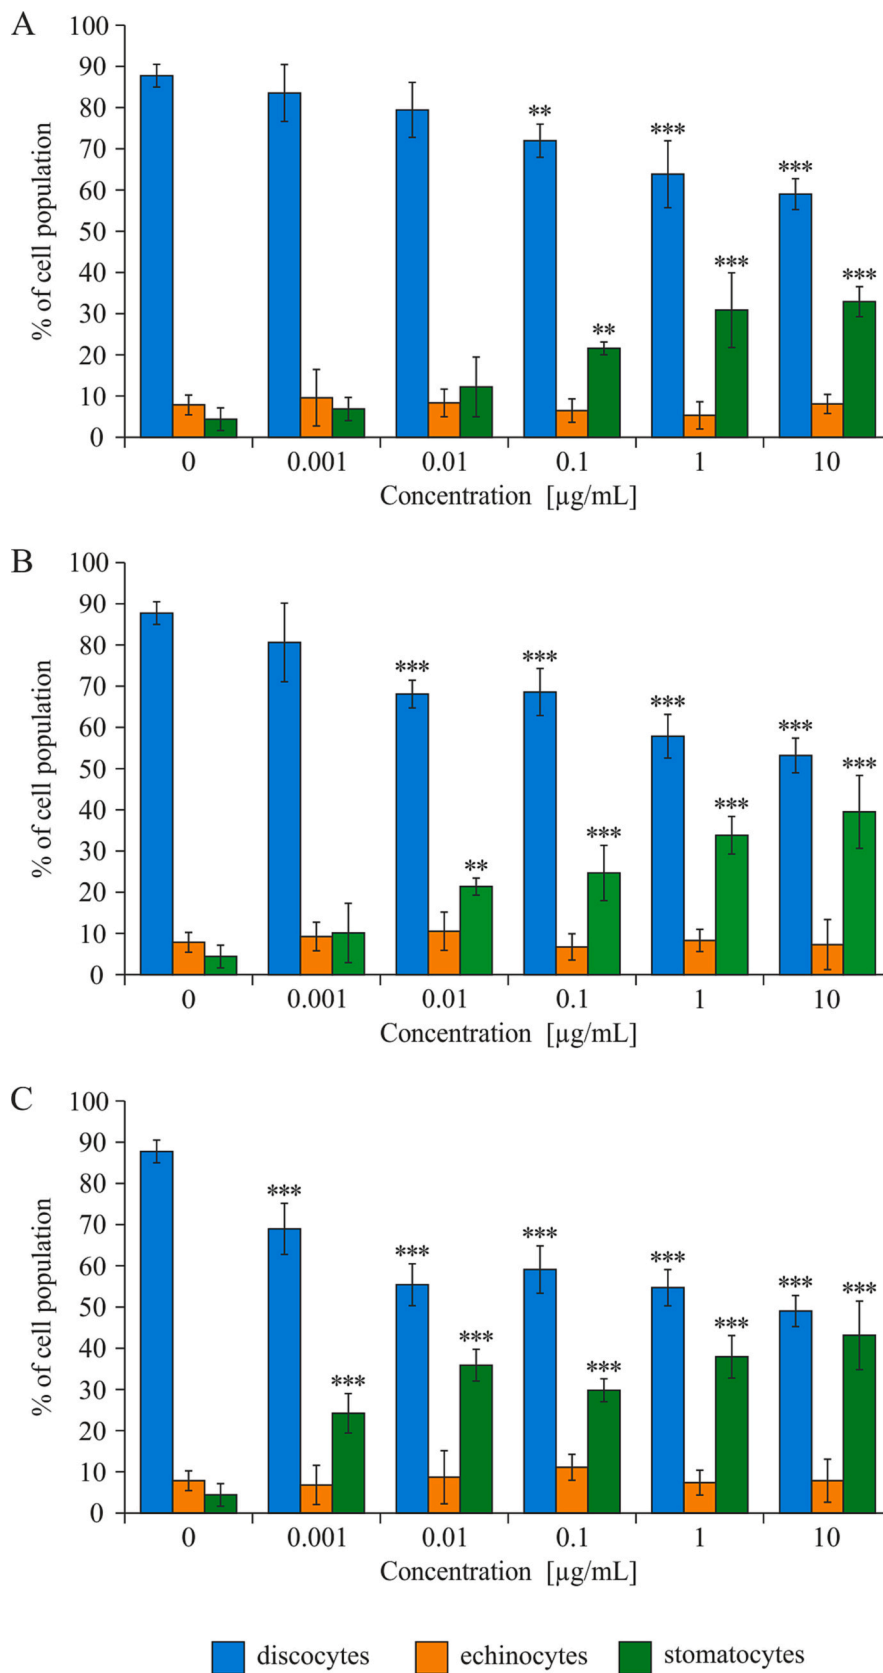 A
100
90
80
70
60
50
40
30
20
10
0
% of cell population
** *** ***
** *** ***
0 0.001 0.01 0.1 1 10
Concentration [µg/mL]
B
100
90
80
70
60
50
40
30
20
10
0
% of cell population
*** *** *** ***
** *** *** ***
0 0.001 0.01 0.1 1 10
Concentration [µg/mL]
C
100
90
80
70
60
50
40
30
20
10
0
% of cell population
*** *** *** *** ***
*** *** *** *** ***
0 0.001 0.01 0.1 1 10
Concentration [µg/mL]
discocytes echinocytes stomatocytes